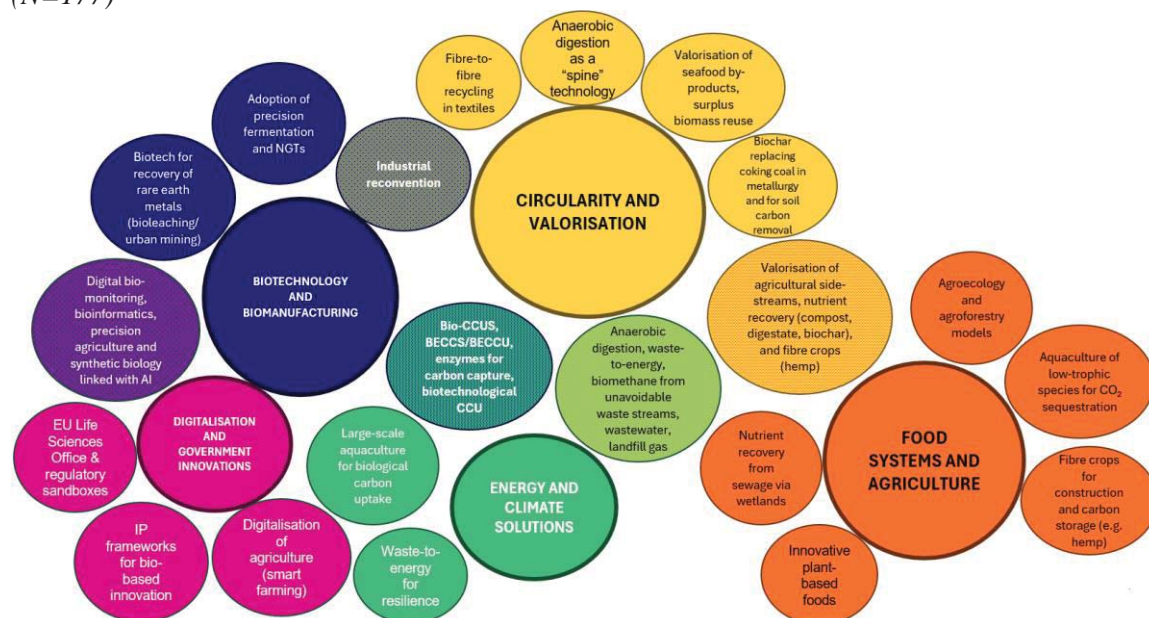 (N=177)
Anaerobic
digestion
as a
"spine"
technology
Fibre-to-
fibre
recycling
in textiles
Valorisation of
seafood by-
products,
surplus
biomass reuse
Adoption of
precision
fermentation
and NGTs
Industrial
reconvention
Biochar
replacing
coking coal in
metallurgy
and for soil
carbon
removal
Biotech for
recovery of
rare earth
metals
(bioleaching/
urban mining)
CIRCULARITY AND
VALORISATION
BIOTECHNOLOGY
AND
BIOMANUFACTURING
Digital bio-
monitoring,
bioinformatics,
precision
agriculture and
synthetic biology
linked with AI
Valorisation of
agricultural side-
streams, nutrient
recovery (compost,
digestate, biochar),
and fibre crops
(hemp)
Agroecology
and
agroforestry
models
Bio-CCUS,
BECCS/BECCU,
enzymes for
carbon capture,
biotechnological
CCU
Anaerobic
digestion, waste-
to-energy,
biomethane from
unavoidable
waste streams,
wastewater,
landfill gas
Aquaculture of
low-trophic
species for CO₂
sequestration
EU Life
Sciences
Office &
regulatory
sandboxes
DIGITALISATION
AND
GOVERNMENT
INNOVATIONS
Large-scale
aquaculture
for biological
carbon
uptake
ENERGY AND
CLIMATE
SOLUTIONS
Nutrient
recovery
from
sewage via
wetlands
FOOD
SYSTEMS AND
AGRICULTURE
Fibre crops
for
construction
and carbon
storage (e.g.
hemp)
IP
frameworks
for bio-
based
innovation
Digitalisation
of
agriculture
(smart
farming)
Waste-to-
energy for
resilience
Innovative
plant-
based
foods